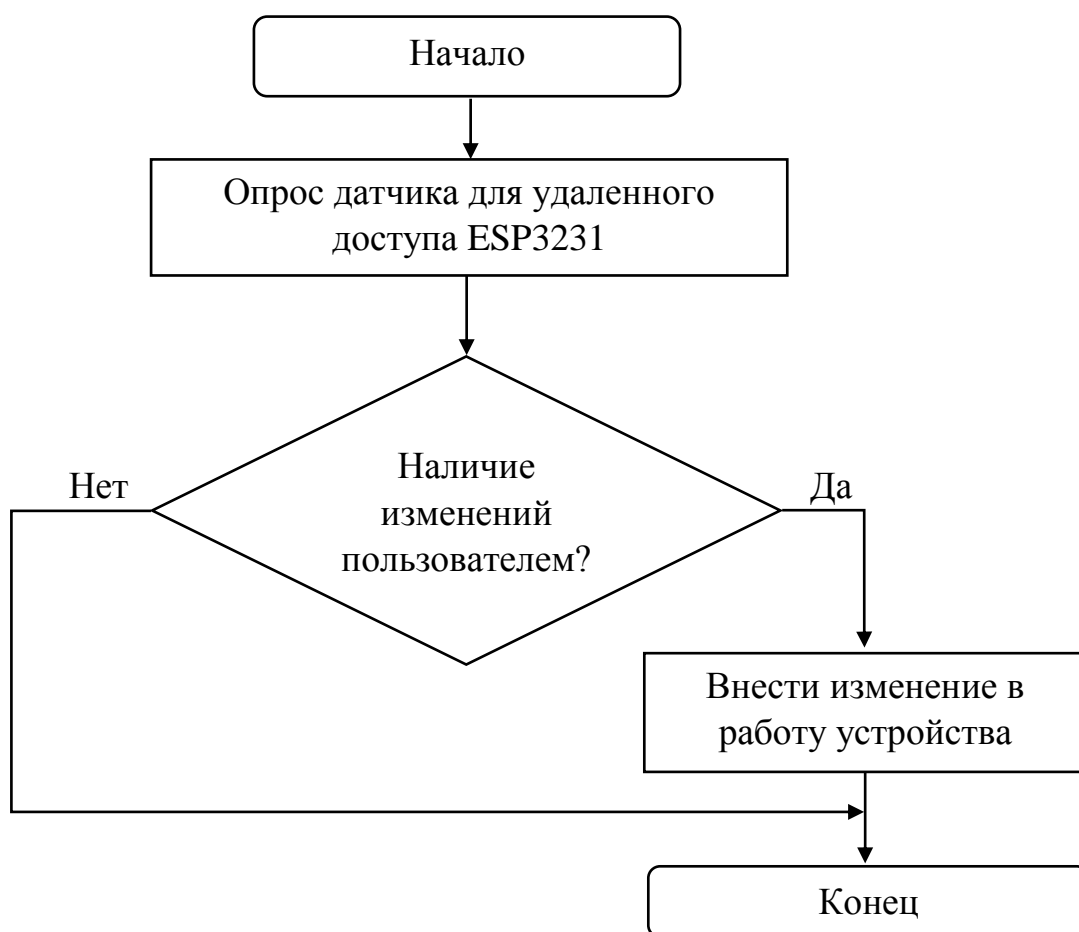 Начало
Опрос датчика для удаленного
доступа ESP3231
Наличие
изменений
пользователем?
Нет
Да
Внести изменение в
работу устройства
Конец